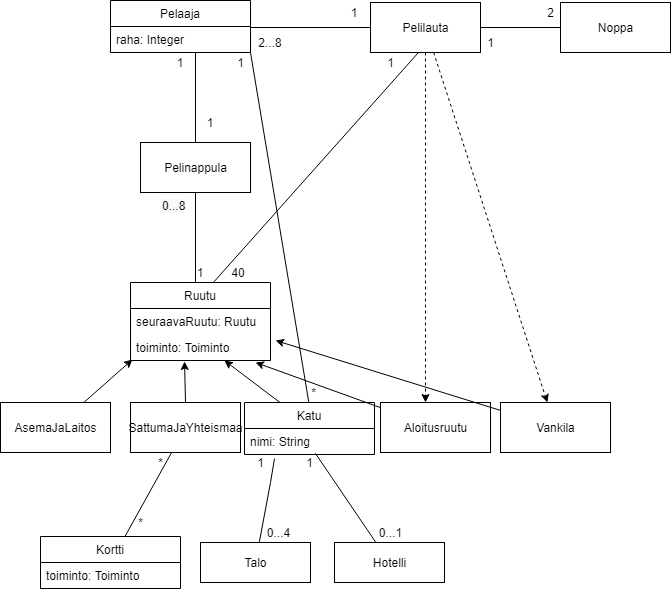 Pelaaja
raha: Integer
1
Pelilauta
2
Noppa
2...8
1
1
1
1
1
Pelinappula
0...8
1
40
Ruutu
seuraavaRuutu: Ruutu
toiminto: Toiminto
*
AsemaJaLaitos
SattumaJaYhteismaa
Katu
nimi: String
Aloitusruutu
Vankila
*
1
1
*
0...4
0...1
Kortti
toiminto: Toiminto
Talo
Hotelli